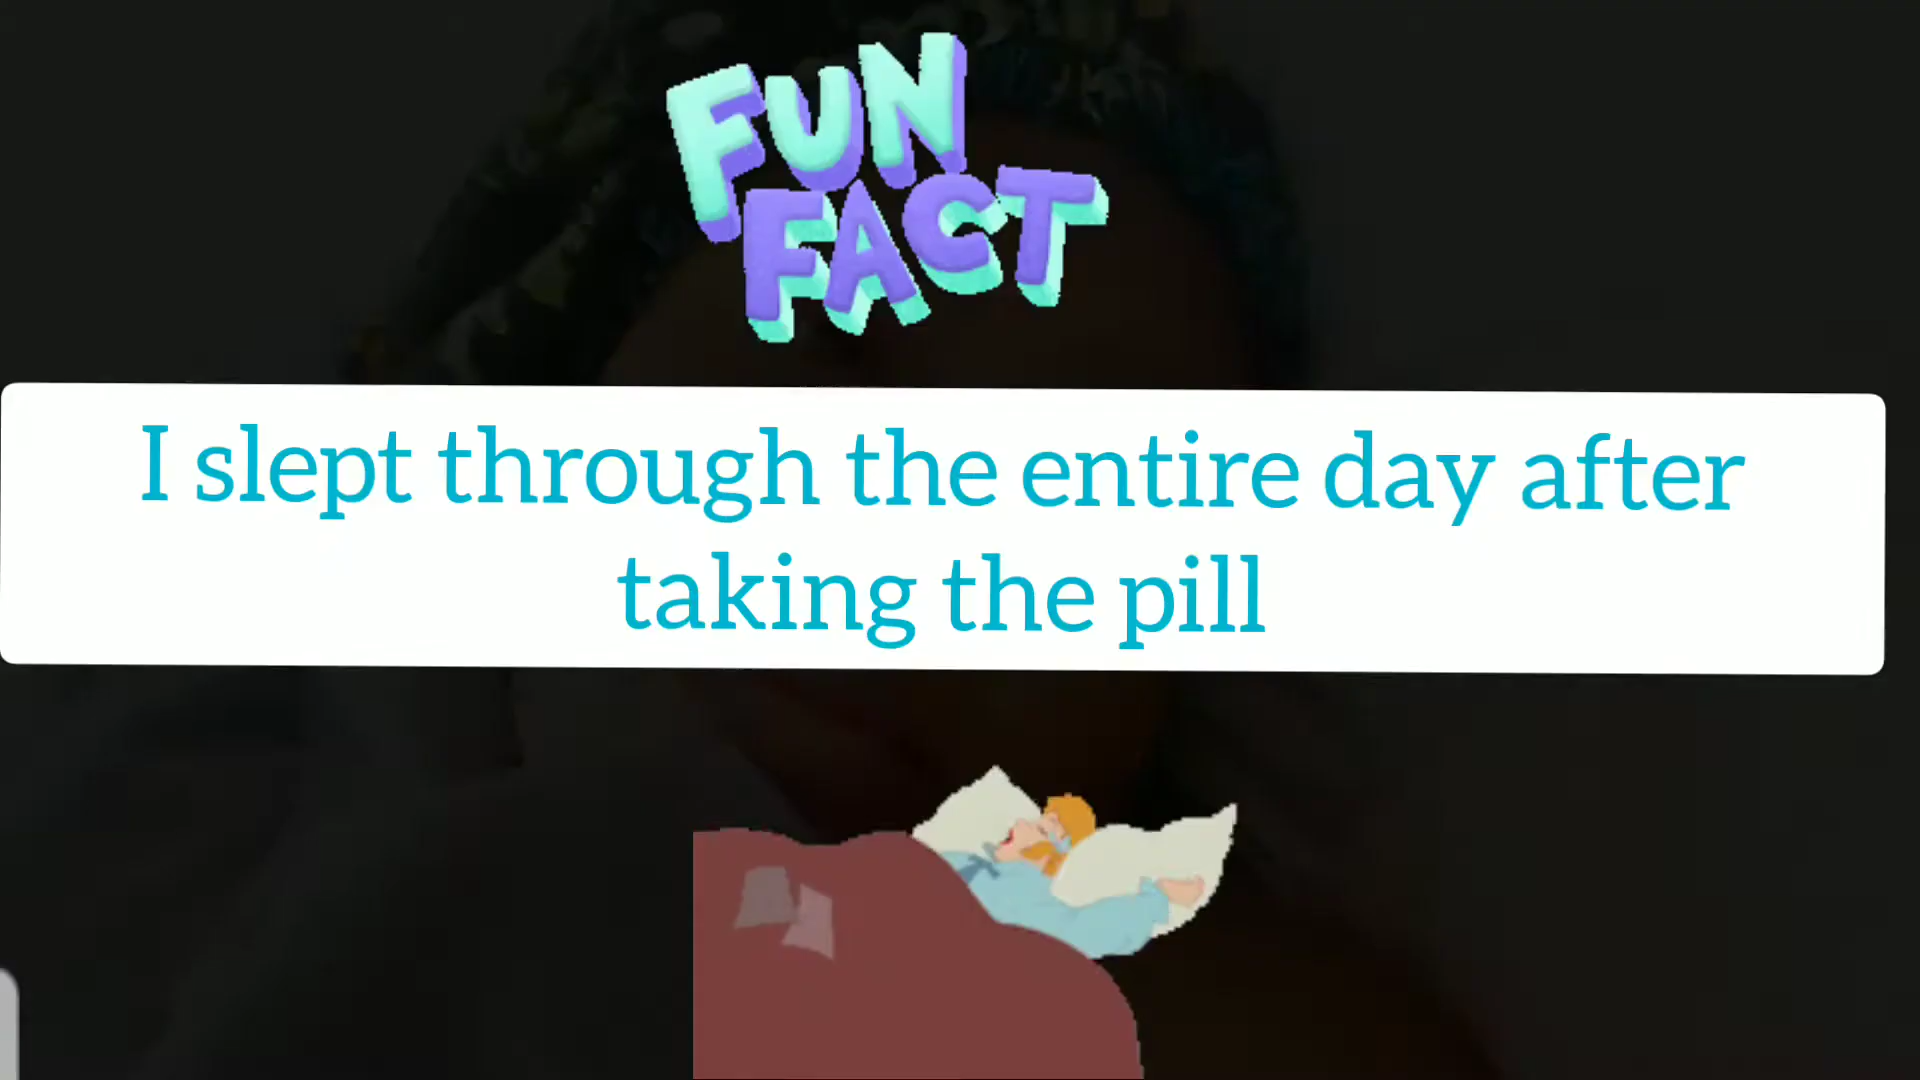 FUN
FACT
I slept through the entire day after
taking the pill